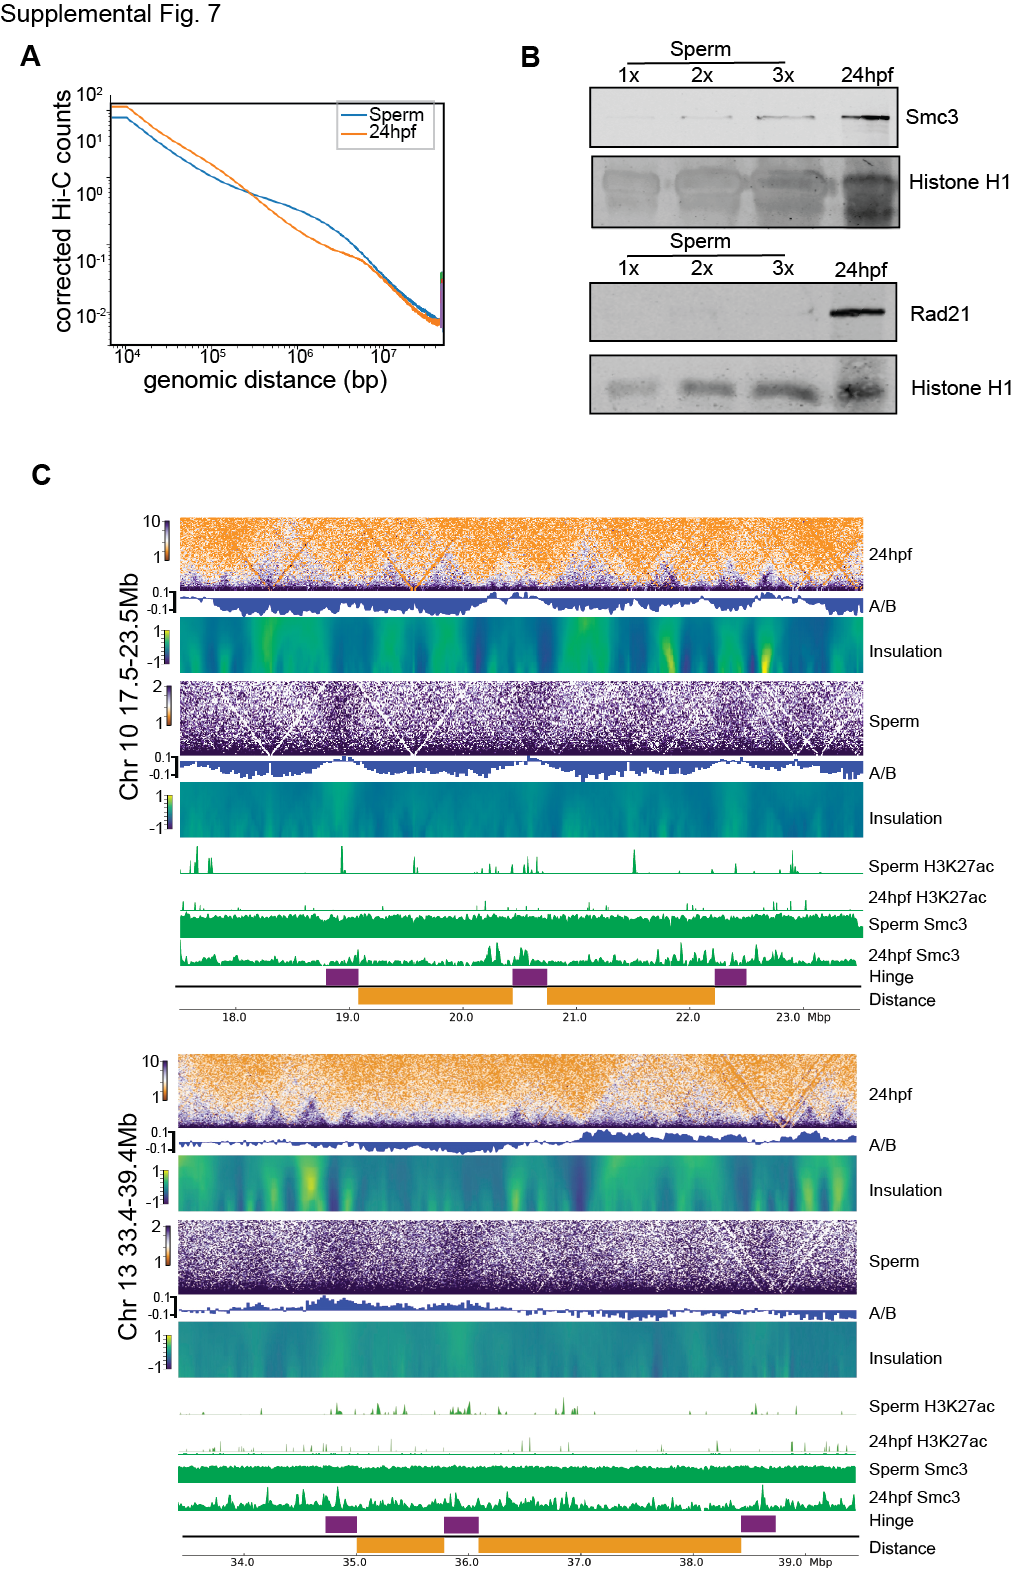 Supplemental Fig. 7
A
corrected Hi-C counts
10²
10¹
10⁰
10⁻¹
10⁻²
Sperm
24hpf
10⁴ 10⁵ 10⁶ 10⁷
genomic distance (bp)
B
Sperm
1x 2x 3x 24hpf
Smc3
Histone H1
Sperm
1x 2x 3x 24hpf
Rad21
Histone H1
C
Chr 10 17.5-23.5Mb
10
1
24hpf
0.1
-0.1
A/B
1
-1
Insulation
2
1
Sperm
0.1
-0.1
A/B
1
-1
Insulation
Sperm H3K27ac
24hpf H3K27ac
Sperm Smc3
24hpf Smc3
Hinge
Distance
18.0 19.0 20.0 21.0 22.0 23.0 Mbp
Chr 13 33.4-39.4Mb
10
1
24hpf
0.1
-0.1
A/B
1
-1
Insulation
2
1
Sperm
0.1
-0.1
A/B
1
-1
Insulation
Sperm H3K27ac
24hpf H3K27ac
Sperm Smc3
24hpf Smc3
Hinge
Distance
34.0 35.0 36.0 37.0 38.0 39.0 Mbp